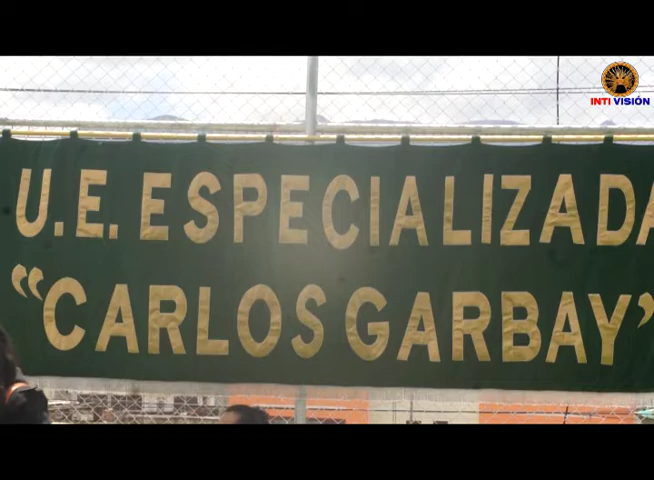 INTI VISIÓN
U.E. ESPECIALIZADA
“CARLOS GARBAY”